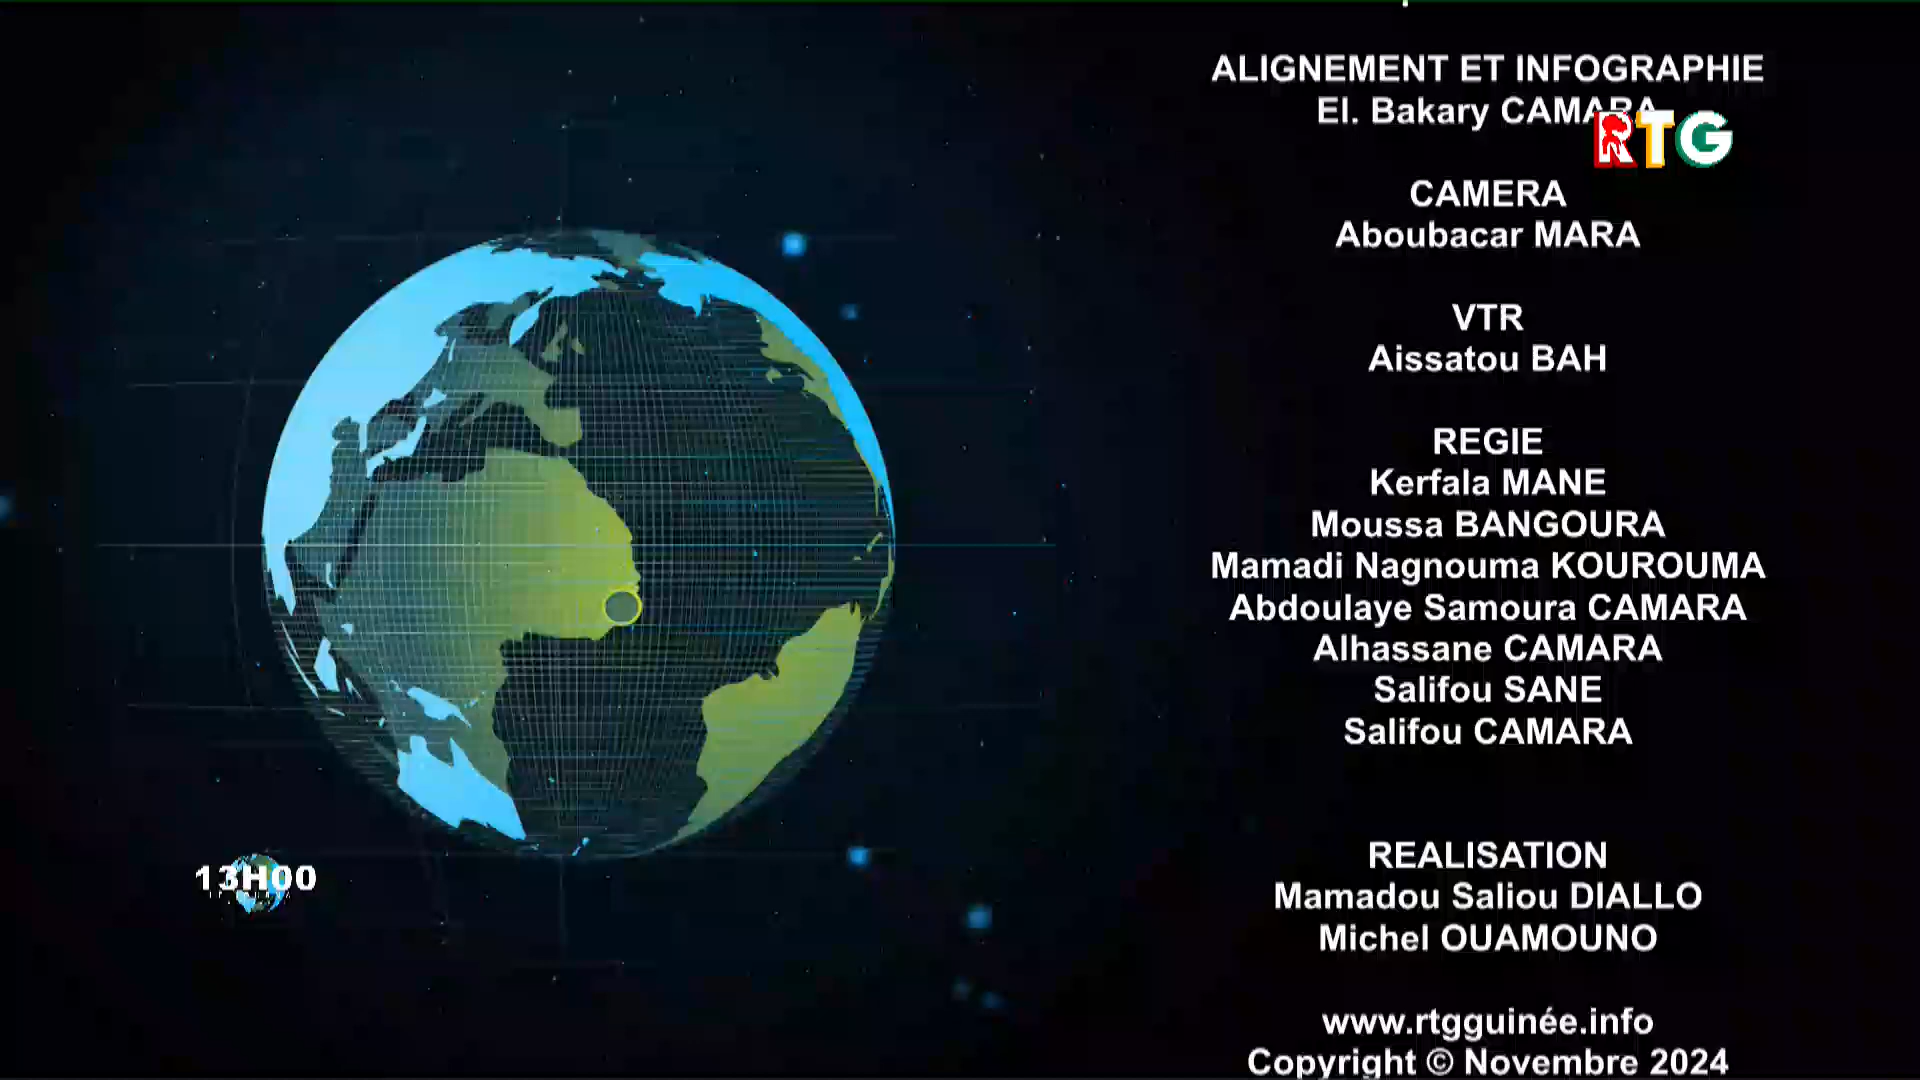 ALIGNEMENT ET INFOGRAPHIE
El. Bakary CAMARA
RTG
CAMERA
Aboubacar MARA
VTR
Aissatou BAH
REGIE
Kerfala MANE
Moussa BANGOURA
Mamadi Nagnouma KOUROUMA
Abdoulaye Samoura CAMARA
Alhassane CAMARA
Salifou SANE
Salifou CAMARA
REALISATION
Mamadou Saliou DIALLO
Michel OUAMOUNO
www.rtgguinée.info
Copyright © Novembre 2024
13H00